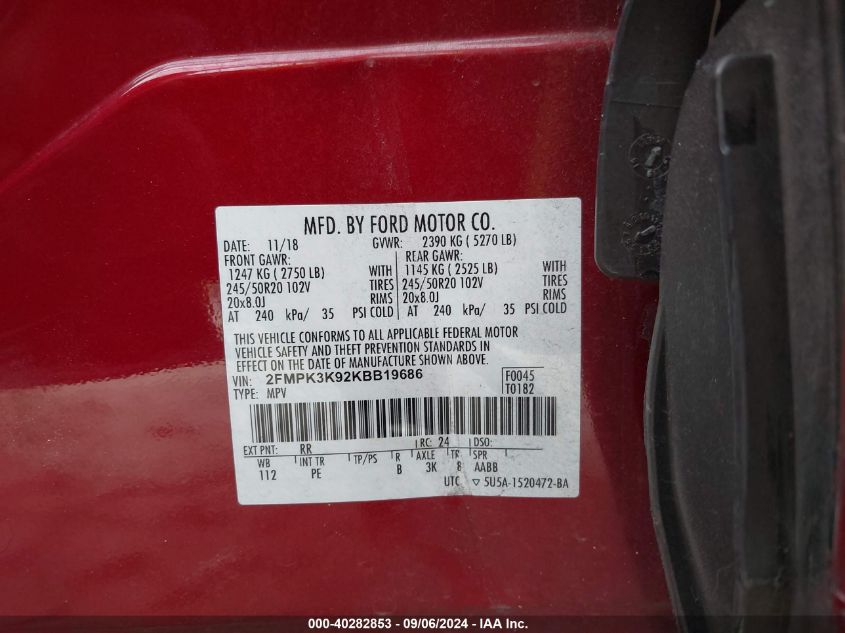 MFD. BY FORD MOTOR CO.
DATE: 11/18 GVWR: 2390 KG ( 5270 LB)
FRONT GAWR: REAR GAWR:
1247 KG ( 2750 LB) WITH 1145 KG ( 2525 LB) WITH
245/50R20 102V TIRES 245/50R20 102V TIRES
20x8.0J RIMS 20x8.0J RIMS
AT 240 kPa/ 35 PSI COLD AT 240 kPa/ 35 PSI COLD
THIS VEHICLE CONFORMS TO ALL APPLICABLE FEDERAL MOTOR
VEHICLE SAFETY AND THEFT PREVENTION STANDARDS IN
EFFECT ON THE DATE OF MANUFACTURE SHOWN ABOVE.
VIN: 2FMPK3K92KBB19686 F0045
TYPE: MPV T0182
EXT PNT: RR RC: 24 DSO:
WB INT TR TP/PS R AXLE TR SPR
112 PE B 3K 8 AABB
UTC ▽ 5U5A-1520472-BA
000-40282853 - 09/06/2024 - IAA Inc.